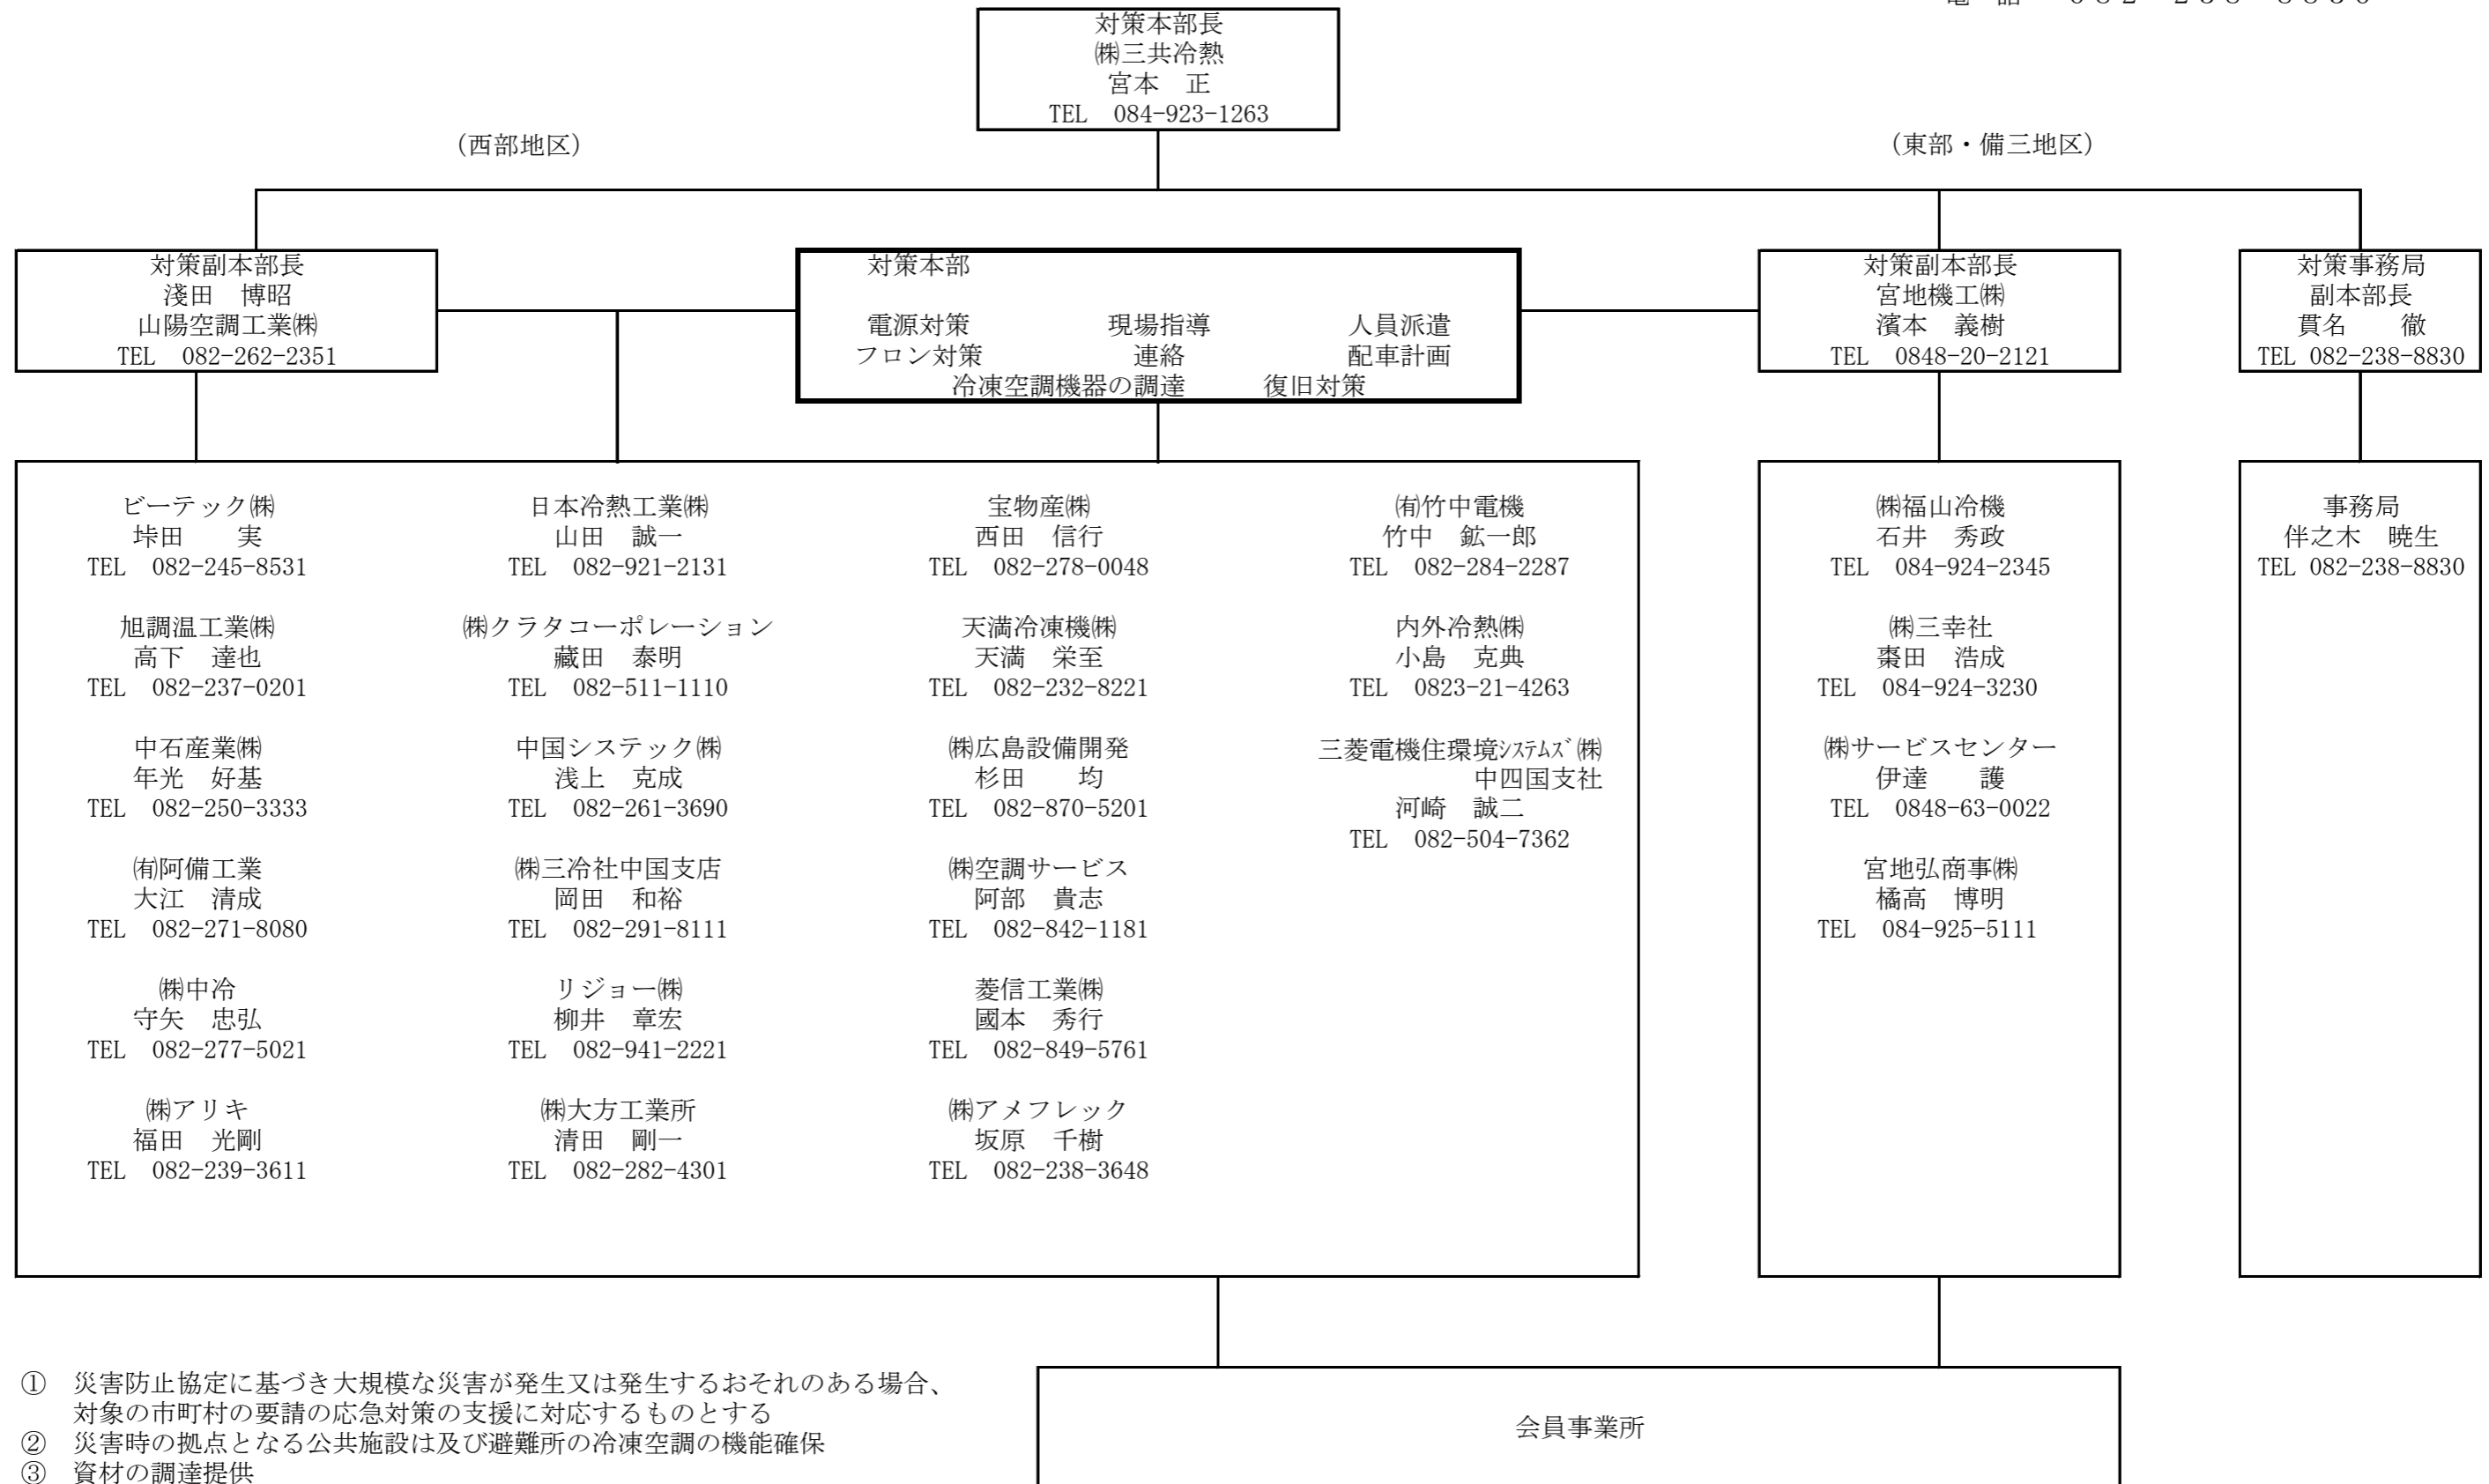 対策本部長
㈱三共冷熱
宮本　正
TEL　084-923-1263
（西部地区）
（東部・備三地区）
対策副本部長
淺田　博昭
山陽空調工業㈱
TEL　082-262-2351
対策本部
電源対策　現場指導　人員派遣
フロン対策　連絡　配車計画
冷凍空調機器の調達　復旧対策
対策副本部長
宮地機工㈱
濱本　義樹
TEL　0848-20-2121
対策事務局
副本部長
貫名　　徹
TEL 082-238-8830
ビーテック㈱
垰田　　実
TEL　082-245-8531
旭調温工業㈱
高下　達也
TEL　082-237-0201
中石産業㈱
年光　好基
TEL　082-250-3333
㈲阿備工業
大江　清成
TEL　082-271-8080
㈱中冷
守矢　忠弘
TEL　082-277-5021
㈱アリキ
福田　光剛
TEL　082-239-3611
日本冷熱工業㈱
山田　誠一
TEL　082-921-2131
㈱クラタコーポレーション
藏田　泰明
TEL　082-511-1110
中国システック㈱
浅上　克成
TEL　082-261-3690
㈱三冷社中国支店
岡田　和裕
TEL　082-291-8111
リジョー㈱
柳井　章宏
TEL　082-941-2221
㈱大方工業所
清田　剛一
TEL　082-282-4301
宝物産㈱
西田　信行
TEL　082-278-0048
天満冷凍機㈱
天満　栄至
TEL　082-232-8221
㈱広島設備開発
杉田　　均
TEL　082-870-5201
㈱空調サービス
阿部　貴志
TEL　082-842-1181
菱信工業㈱
國本　秀行
TEL　082-849-5761
㈱アメフレック
坂原　千樹
TEL　082-238-3648
㈲竹中電機
竹中　鉱一郎
TEL　082-284-2287
内外冷熱㈱
小島　克典
TEL　0823-21-4263
三菱電機住環境ｼｽﾃﾑｽﾞ㈱
中四国支社
河崎　誠二
TEL　082-504-7362
㈱福山冷機
石井　秀政
TEL　084-924-2345
㈱三幸社
棗田　浩成
TEL　084-924-3230
㈱サービスセンター
伊達　　護
TEL　0848-63-0022
宮地弘商事㈱
橘高　博明
TEL　084-925-5111
事務局
伴之木　暁生
TEL 082-238-8830
①　災害防止協定に基づき大規模な災害が発生又は発生するおそれのある場合、
対象の市町村の要請の応急対策の支援に対応するものとする
②　災害時の拠点となる公共施設は及び避難所の冷凍空調の機能確保
③　資材の調達提供
会員事業所